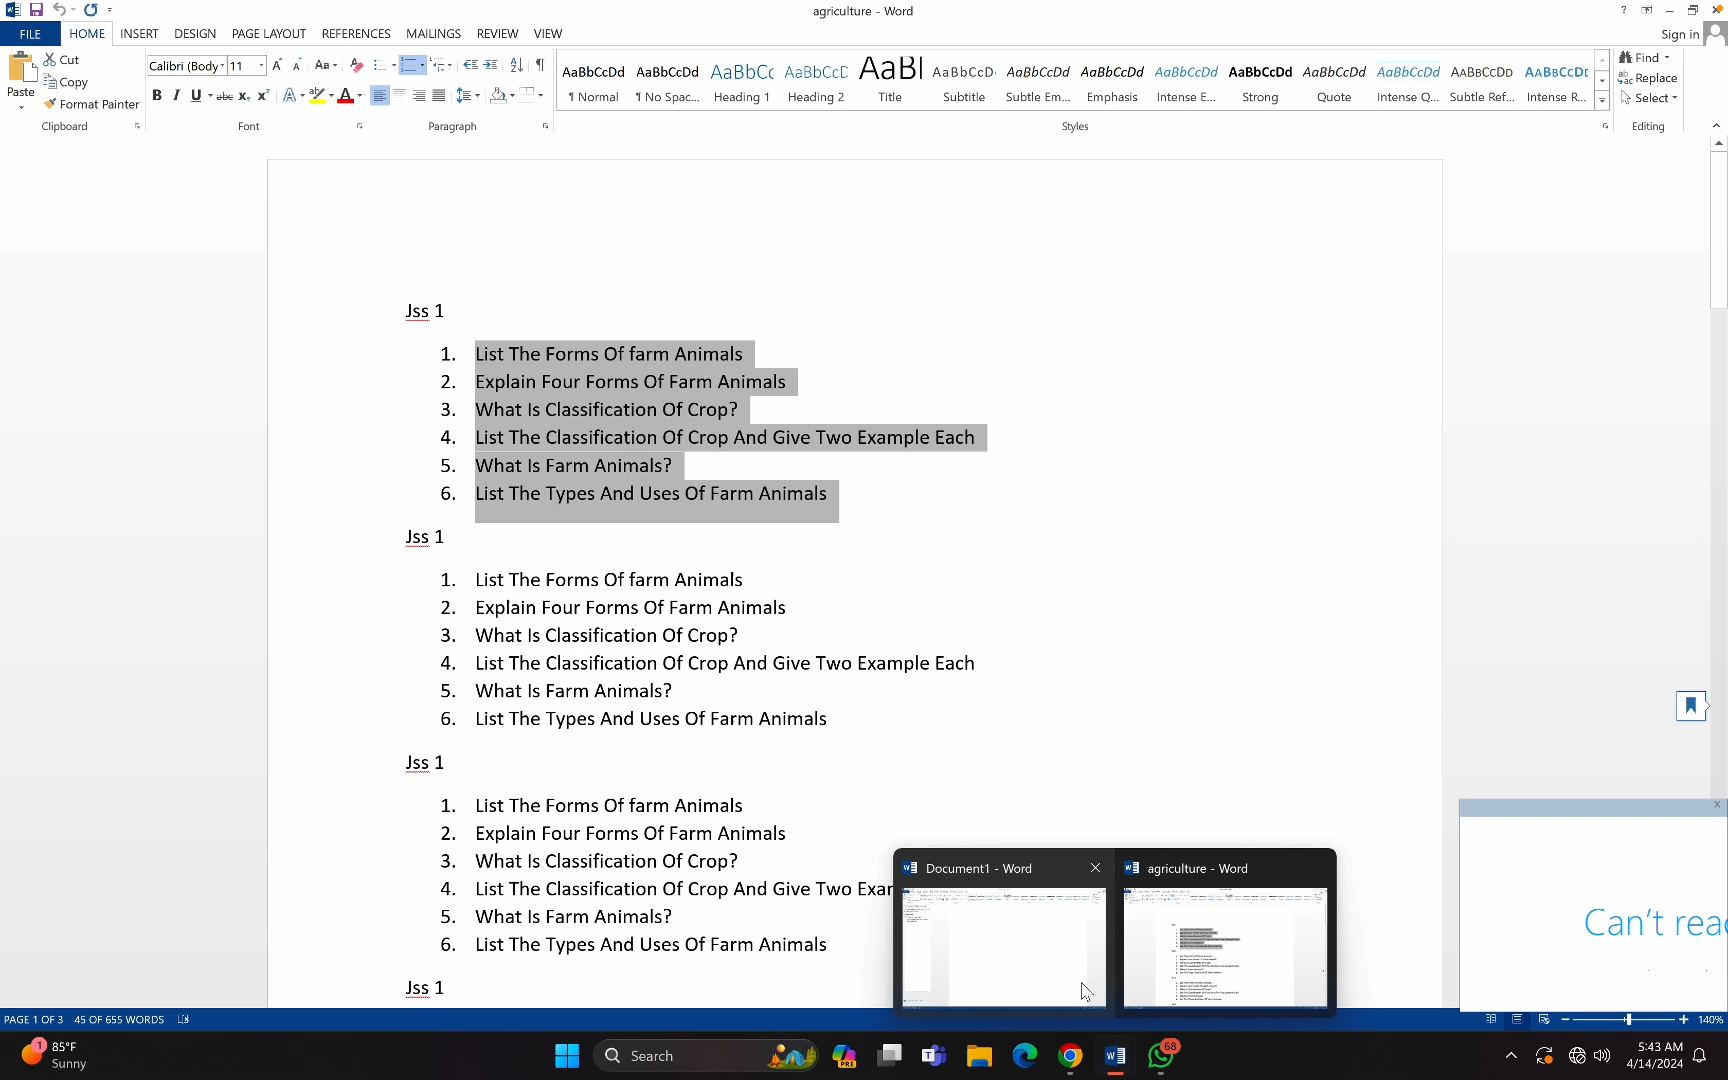 agriculture - Word
?
FILE HOME INSERT DESIGN PAGE LAYOUT REFERENCES MAILINGS REVIEW VIEW Sign in
Paste Cut Copy Format Painter
Calibri (Body 11 Aa
B I U abc X₂ X² A A
AaBbCcDd AaBbCcDd AaBbCc AaBbCcD AaBl AaBbCcD AaBbCcDd AaBbCcDd AaBbCcDd AaBbCcDd AaBbCcDd AaBbCcDd AaBbCcDd AaBbCcDd
¶ Normal ¶ No Spac... Heading 1 Heading 2 Title Subtitle Subtle Em... Emphasis Intense E... Strong Quote Intense Q... Subtle Ref... Intense R...
Find Replace Select
Clipboard Font Paragraph Styles Editing
Jss 1
1. List The Forms Of farm Animals
2. Explain Four Forms Of Farm Animals
3. What Is Classification Of Crop?
4. List The Classification Of Crop And Give Two Example Each
5. What Is Farm Animals?
6. List The Types And Uses Of Farm Animals
Jss 1
1. List The Forms Of farm Animals
2. Explain Four Forms Of Farm Animals
3. What Is Classification Of Crop?
4. List The Classification Of Crop And Give Two Example Each
5. What Is Farm Animals?
6. List The Types And Uses Of Farm Animals
Jss 1
1. List The Forms Of farm Animals
2. Explain Four Forms Of Farm Animals
3. What Is Classification Of Crop?
4. List The Classification Of Crop And Give Two Exar
5. What Is Farm Animals?
6. List The Types And Uses Of Farm Animals
Jss 1
Document1 - Word
agriculture - Word
Can't reac
PAGE 1 OF 3 45 OF 655 WORDS 140%
85°F
Sunny
Search
PRE
68
5:43 AM
4/14/2024